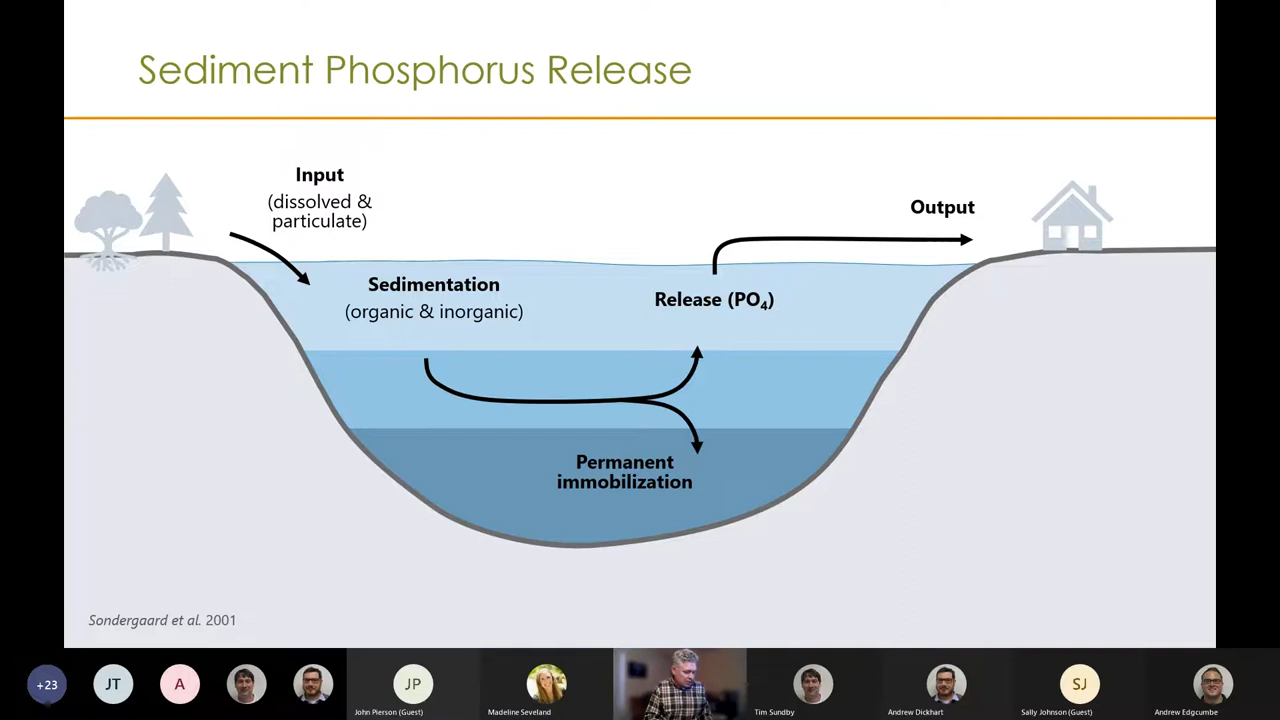 Sediment Phosphorus Release
Input
(dissolved &
particulate)
Output
Sedimentation
(organic & inorganic)
Release (PO₄)
Permanent
immobilization
Sondergaard et al. 2001
+23
JT
A
JP
SJ
John Pierson (Guest)
Madeline Seveland
Tim Sundby
Andrew Dickhart
Sally Johnson (Guest)
Andrew Edgcumbe